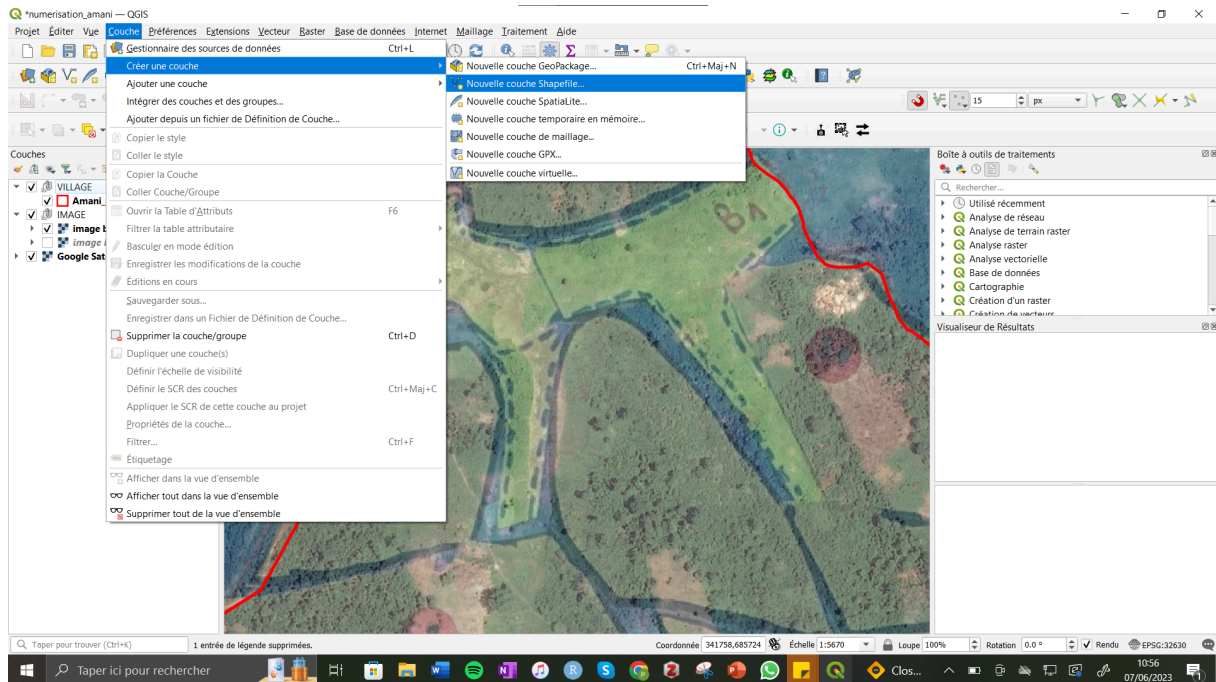 *numerisation_amani — QGIS
Projet Éditer Vue Couche Préférences Extensions Vecteur Raster Base de données Internet Maillage Traitement Aide
Gestionnaire des sources de données Ctrl+L
Créer une couche
Ajouter une couche
Intégrer des couches et des groupes...
Ajouter depuis un fichier de Définition de Couche...
Copier le style
Coller le style
Copier la Couche
Coller Couche/Groupe
Ouvrir la Table d'Attributs F6
Filtrer la table attributaire
Basculer en mode édition
Enregistrer les modifications de la couche
Éditions en cours
Sauvegarder sous...
Enregistrer dans un Fichier de Définition de Couche...
Supprimer la couche/groupe Ctrl+D
Dupliquer une couche(s)
Définir l'échelle de visibilité
Définir le SCR des couches Ctrl+Maj+C
Appliquer le SCR de cette couche au projet
Propriétés de la couche...
Filtrer... Ctrl+F
Étiquetage
Afficher dans la vue d'ensemble
Afficher tout dans la vue d'ensemble
Supprimer tout de la vue d'ensemble
Nouvelle couche GeoPackage... Ctrl+Maj+N
Nouvelle couche Shapefile...
Nouvelle couche SpatiaLite...
Nouvelle couche temporaire en mémoire...
Nouvelle couche de maillage...
Nouvelle couche GPX...
Nouvelle couche virtuelle...
15 px
Couches
VILLAGE
Amani_
IMAGE
image
image
Google Sat
B1
Boîte à outils de traitements
Rechercher...
Utilisé récemment
Analyse de réseau
Analyse de terrain raster
Analyse raster
Analyse vectorielle
Base de données
Cartographie
Création d'un raster
Création de vecteurs
Visualiseur de Résultats
Taper pour trouver (Ctrl+K) 1 entrée de légende supprimées. Coordonnée 341758,685724 Échelle 1:5670 Loupe 100% Rotation 0.0 ° Rendu EPSG:32630
Taper ici pour rechercher Clos... 10:56
07/06/2023